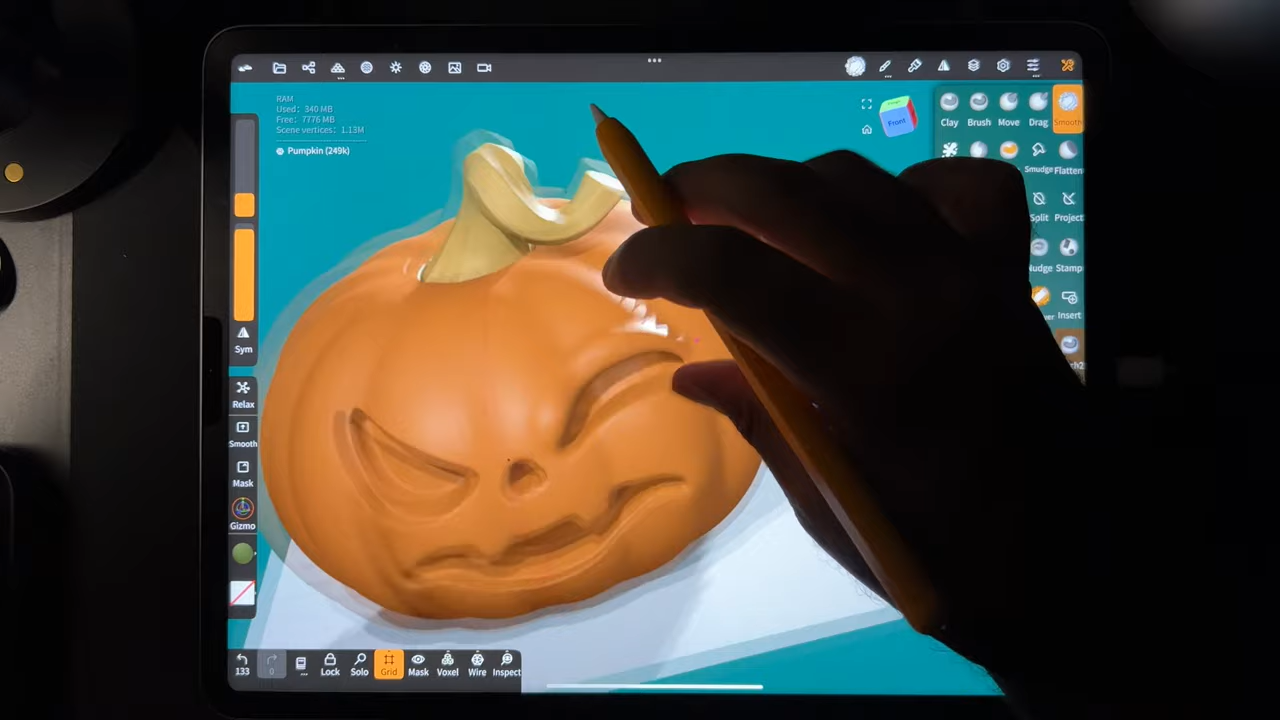 RAM
Used: 340 MB
Free: 7776 MB
Scene vertices: 1.13M
Pumpkin (249k)
Front
Clay Brush Move Drag Smooth
Smudge Flatten
Split Project
Nudge Stamp
Insert
Sym
Relax
Smooth
Mask
Gizmo
133 0 Lock Solo Grid Mask Voxel Wire Inspect